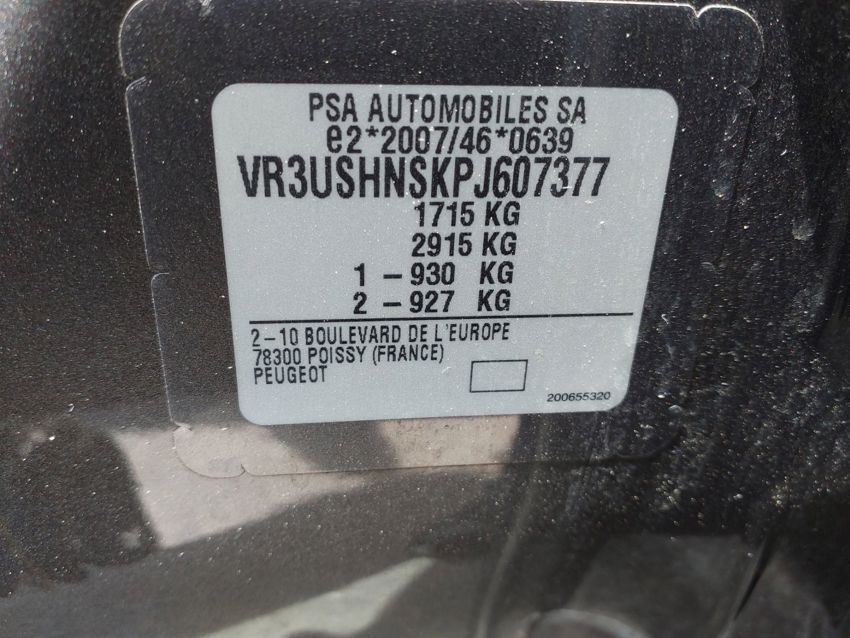 PSA AUTOMOBILES SA
e2*2007/46*0639
VR3USHNSKPJ607377
1715 KG
2915 KG
1 – 930 KG
2 – 927 KG
2–10 BOULEVARD DE L'EUROPE
78300 POISSY (FRANCE)
PEUGEOT
200655320